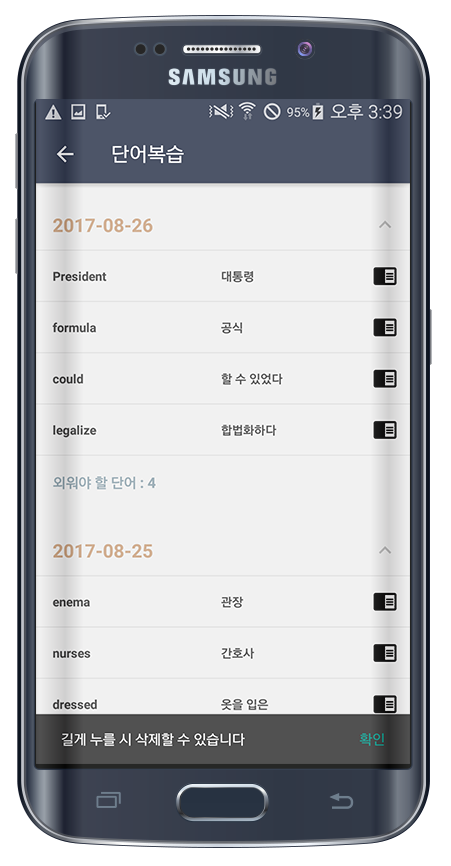 SAMSUNG
95% 오후 3:39
단어복습
2017-08-26
President 대통령
formula 공식
could 할 수 있었다
legalize 합법화하다
외워야 할 단어 : 4
2017-08-25
enema 관장
nurses 간호사
dressed 옷을 입은
길게 누를 시 삭제할 수 있습니다 확인